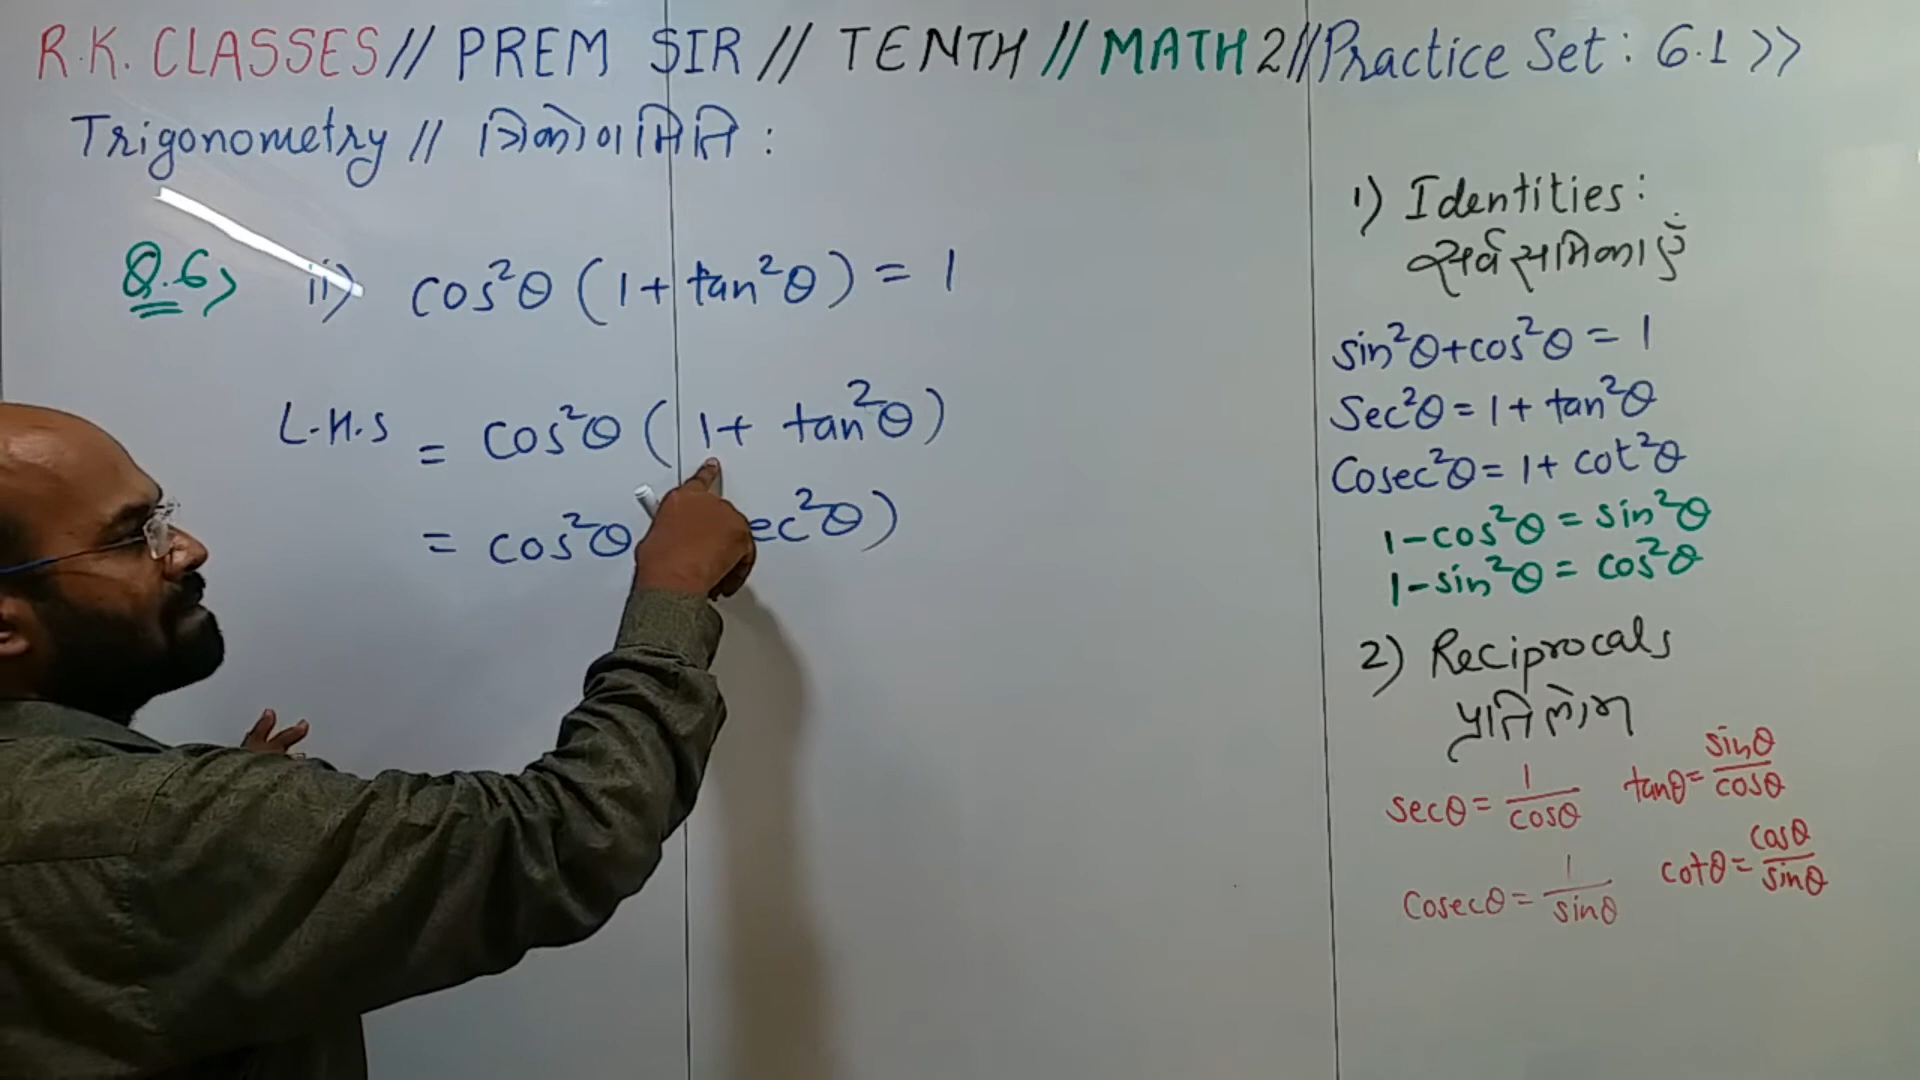 R.K. CLASSES // PREM SIR // TENTH // MATH 2 // Practice Set : 6.1 >>
Trigonometry // त्रिकोणमिति :
Q.6> ii) cos²θ (1 + tan²θ) = 1
L.H.S = cos²θ (1 + tan²θ)
= cos²θ ec²θ)
1) Identities :
सर्वसमिकाएँ :
sin²θ + cos²θ = 1
Sec²θ = 1 + tan²θ
Cosec²θ = 1 + cot²θ
1 - cos²θ = sin²θ
1 - sin²θ = cos²θ
2) Reciprocals
प्रतिलोम
secθ = 1/cosθ tanθ = sinθ/cosθ
Cosecθ = 1/sinθ cotθ = cosθ/sinθ